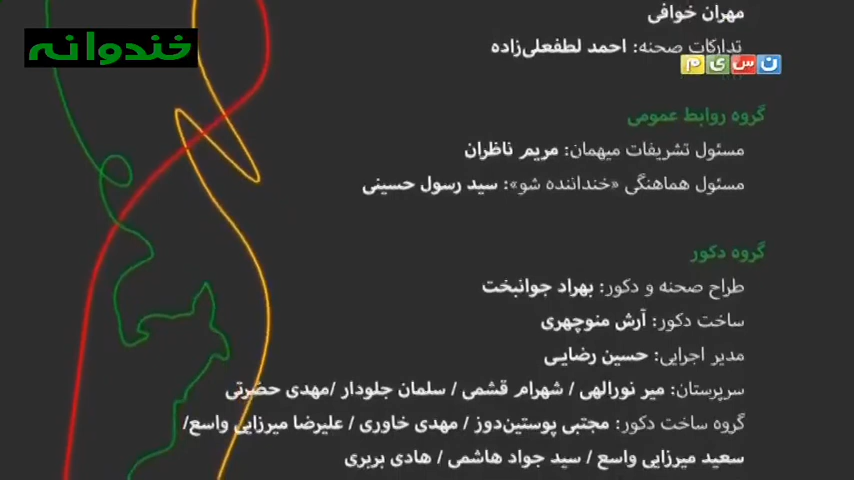 خندوانه
مهران خوافی
تدارکات صحنه: احمد لطفعلی‌زاده
نسیم
گروه روابط عمومی
مسئول تشریفات میهمان: مریم ناظران
مسئول هماهنگی «خنداننده شو»: سید رسول حسینی
گروه دکور
طراح صحنه و دکور: بهراد جوانبخت
ساخت دکور: آرش منوچهری
مدیر اجرایی: حسین رضایی
سرپرستان: میر نورالهی / شهرام قشمی / سلمان جلودار /مهدی حضرتی
گروه ساخت دکور: مجتبی پوستین‌دوز / مهدی خاوری / علیرضا میرزایی واسع/
سعید میرزایی واسع / سید جواد هاشمی / هادی بربری